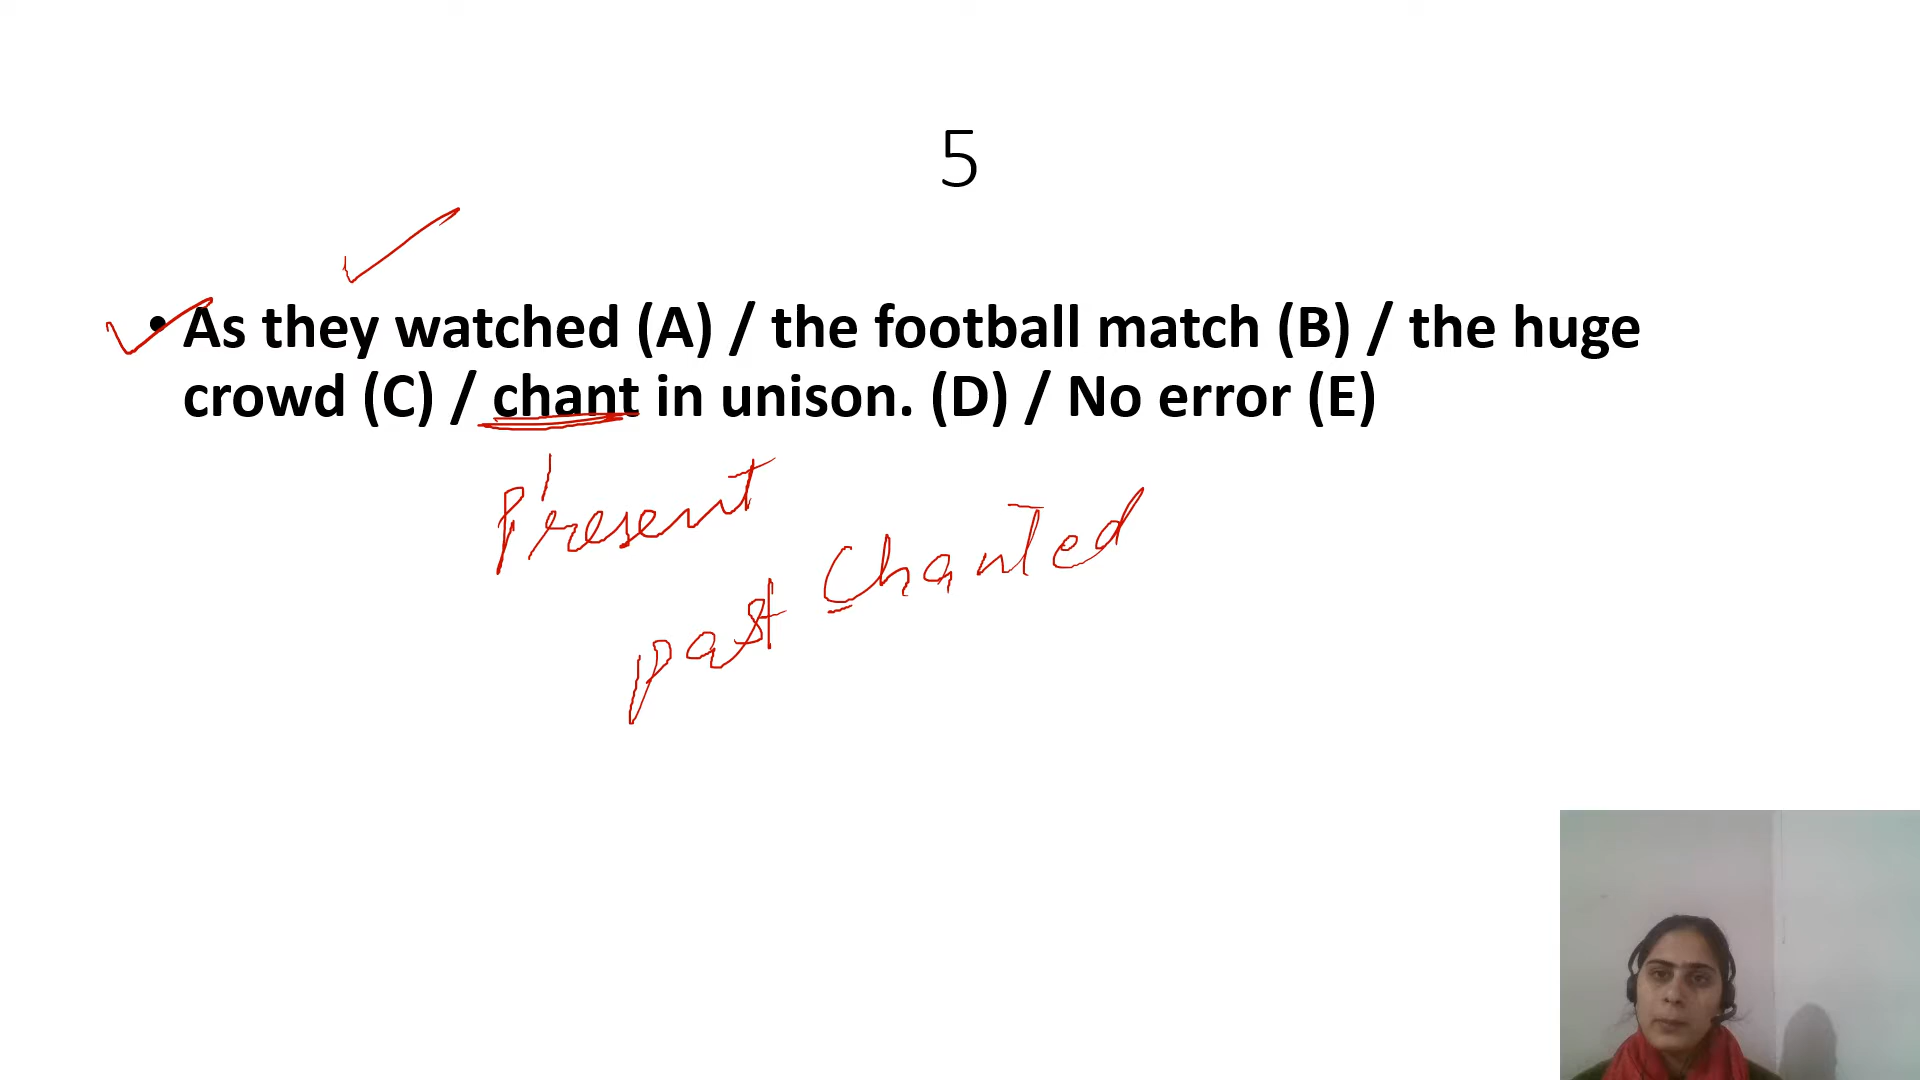 5
• As they watched (A) / the football match (B) / the huge
crowd (C) / chant in unison. (D) / No error (E)
Present
past Chanted